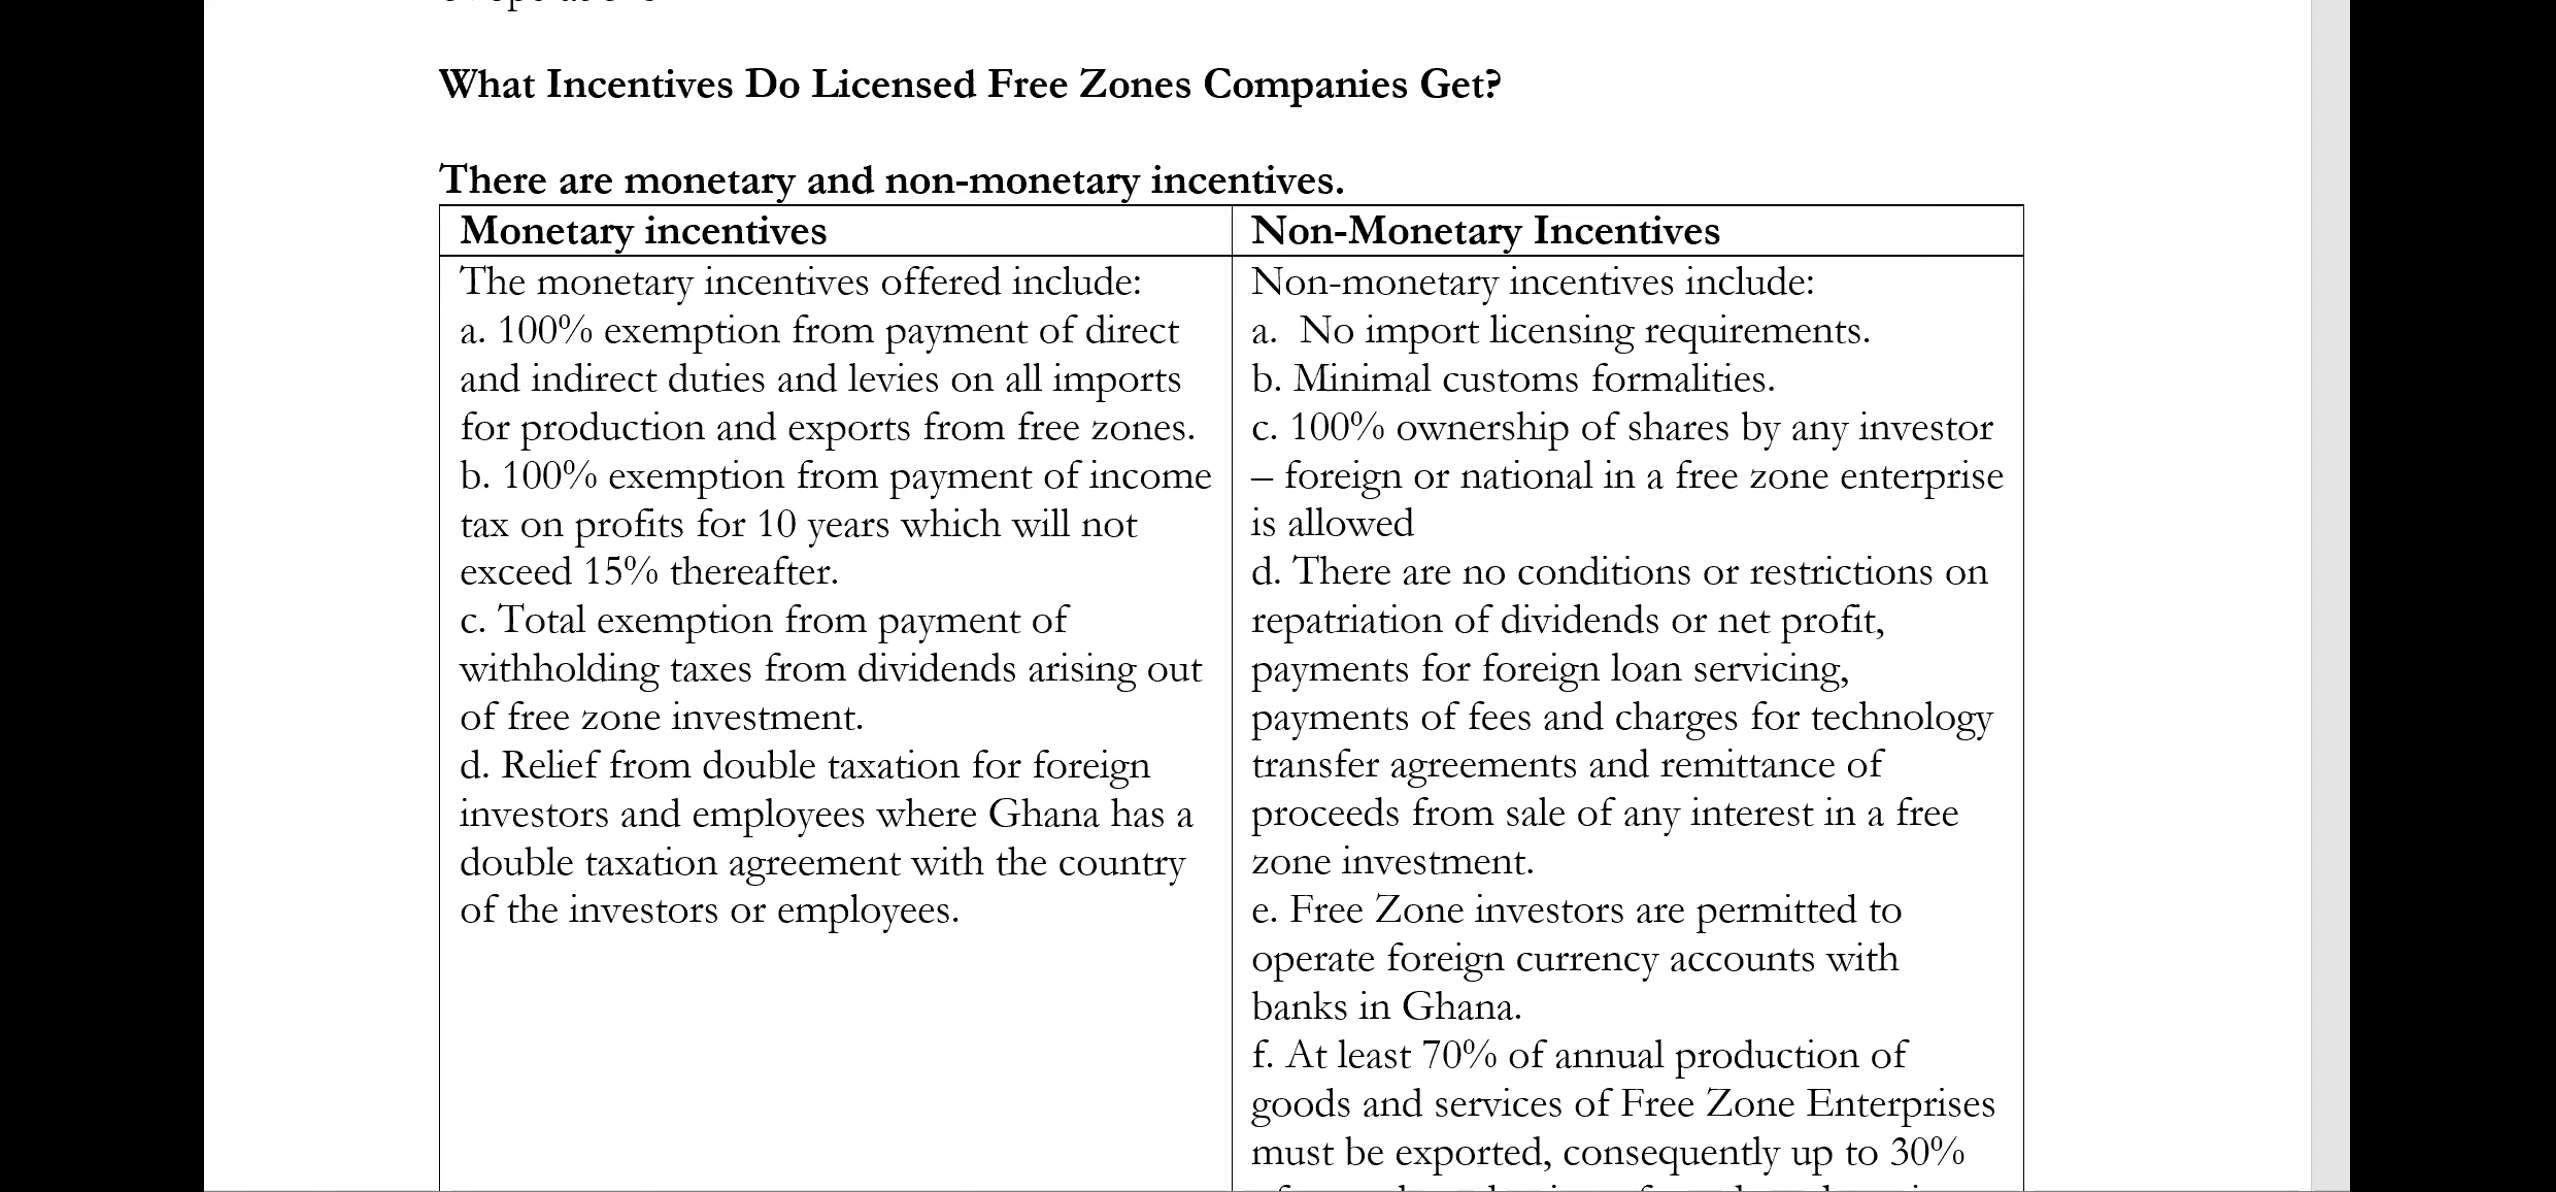 What Incentives Do Licensed Free Zones Companies Get?
There are monetary and non-monetary incentives.
Monetary incentives
The monetary incentives offered include:
a. 100% exemption from payment of direct
and indirect duties and levies on all imports
for production and exports from free zones.
b. 100% exemption from payment of income
tax on profits for 10 years which will not
exceed 15% thereafter.
c. Total exemption from payment of
withholding taxes from dividends arising out
of free zone investment.
d. Relief from double taxation for foreign
investors and employees where Ghana has a
double taxation agreement with the country
of the investors or employees.
Non-Monetary Incentives
Non-monetary incentives include:
a. No import licensing requirements.
b. Minimal customs formalities.
c. 100% ownership of shares by any investor
– foreign or national in a free zone enterprise
is allowed
d. There are no conditions or restrictions on
repatriation of dividends or net profit,
payments for foreign loan servicing,
payments of fees and charges for technology
transfer agreements and remittance of
proceeds from sale of any interest in a free
zone investment.
e. Free Zone investors are permitted to
operate foreign currency accounts with
banks in Ghana.
f. At least 70% of annual production of
goods and services of Free Zone Enterprises
must be exported, consequently up to 30%